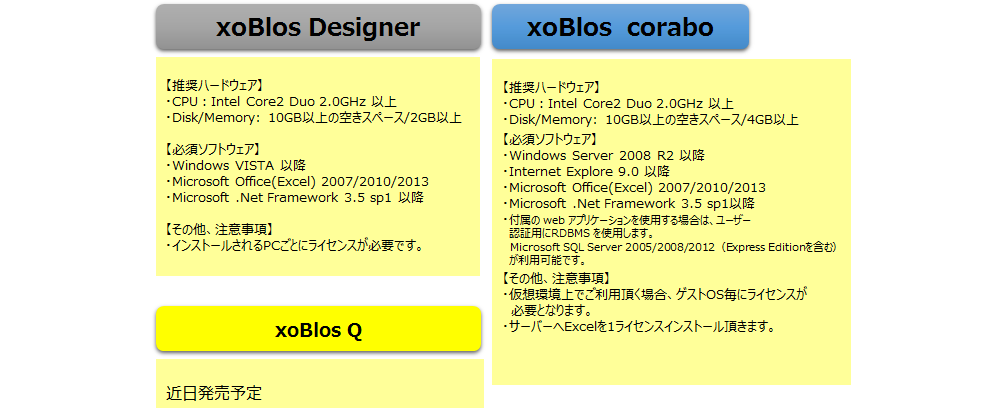 xoBlos Designer
【推奨ハードウェア】
・CPU：Intel Core2 Duo 2.0GHz 以上
・Disk/Memory: 10GB以上の空きスペース/2GB以上
【必須ソフトウェア】
・Windows VISTA 以降
・Microsoft Office(Excel) 2007/2010/2013
・Microsoft .Net Framework 3.5 sp1 以降
【その他、注意事項】
・インストールされるPCごとにライセンスが必要です。
xoBlos Q
近日発売予定
xoBlos corabo
【推奨ハードウェア】
・CPU：Intel Core2 Duo 2.0GHz 以上
・Disk/Memory: 10GB以上の空きスペース/4GB以上
【必須ソフトウェア】
・Windows Server 2008 R2 以降
・Internet Explore 9.0 以降
・Microsoft Office(Excel) 2007/2010/2013
・Microsoft .Net Framework 3.5 sp1以降
・付属の web アプリケーションを使用する場合は、ユーザー
認証用にRDBMS を使用します。
Microsoft SQL Server 2005/2008/2012（Express Editionを含む）
が利用可能です。
【その他、注意事項】
・仮想環境上でご利用頂く場合、ゲストOS毎にライセンスが
必要となります。
・サーバーへExcelを1ライセンスインストール頂きます。